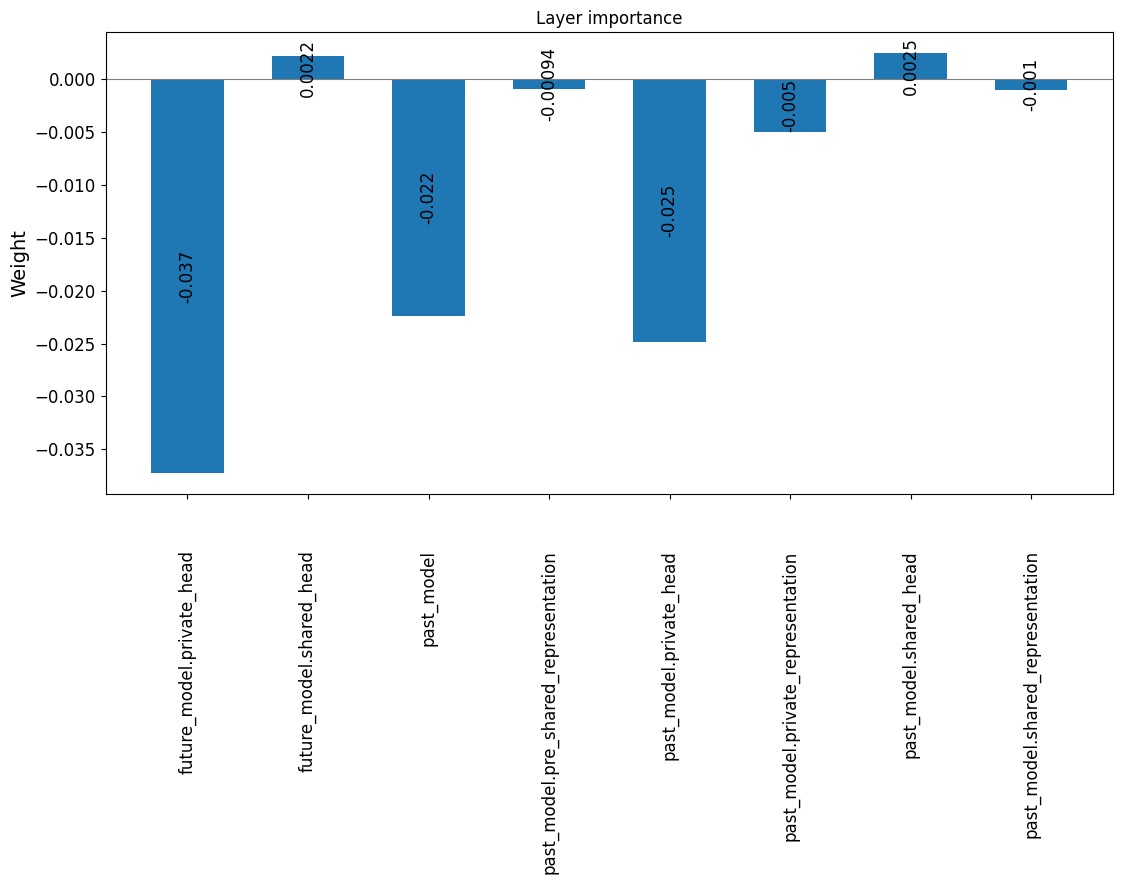 Layer importance
Weight
0.000
−0.005
−0.010
−0.015
−0.020
−0.025
−0.030
−0.035
-0.037
0.0022
-0.022
-0.00094
-0.025
-0.005
0.0025
-0.001
future_model.private_head
future_model.shared_head
past_model
past_model.pre_shared_representation
past_model.private_head
past_model.private_representation
past_model.shared_head
past_model.shared_representation